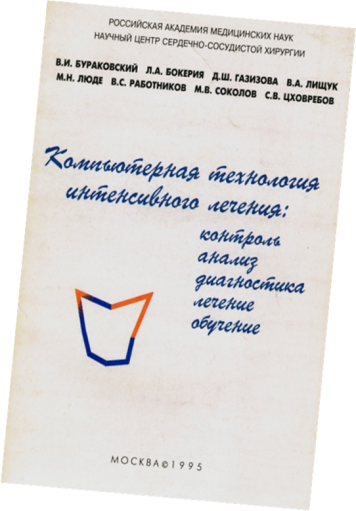 РОССИЙСКАЯ АКАДЕМИЯ МЕДИЦИНСКИХ НАУК
НАУЧНЫЙ ЦЕНТР СЕРДЕЧНО-СОСУДИСТОЙ ХИРУРГИИ
В.И. БУРАКОВСКИЙ Л.А. БОКЕРИЯ Д.Ш. ГАЗИЗОВА В.А. ЛИЩУК
М.Н. ЛЮДЕ В.С. РАБОТНИКОВ М.В. СОКОЛОВ С.В. ЦХОВРЕБОВ
Компьютерная технология
интенсивного лечения:
контроль
анализ
диагностика
лечение
обучение
МОСКВА©1995